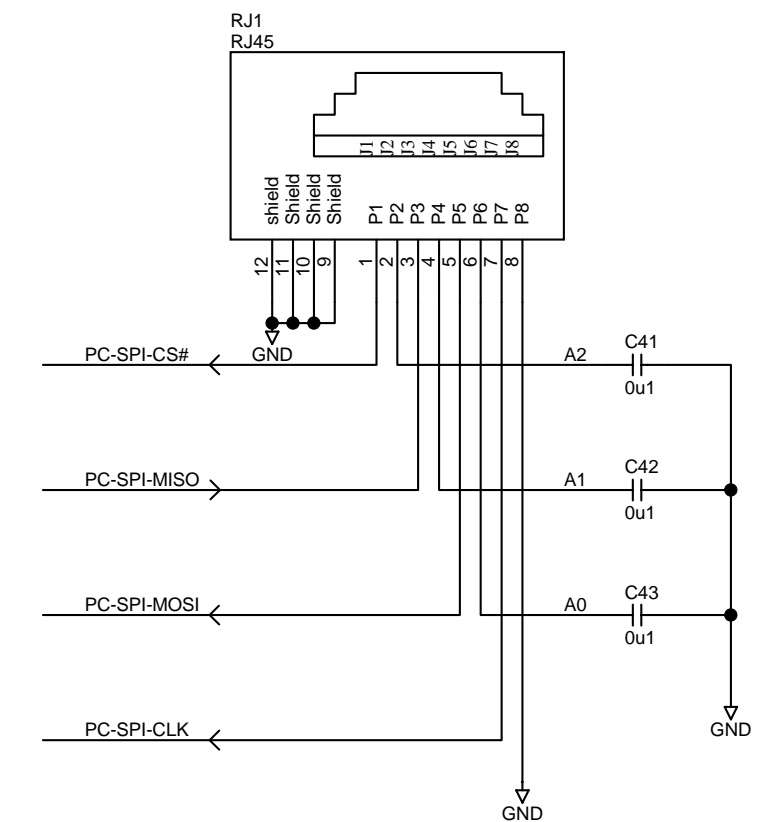 RJ1
RJ45
J1 J2 J3 J4 J5 J6 J7 J8
shield Shield Shield Shield P1 P2 P3 P4 P5 P6 P7 P8
12 11 10 9 1 2 3 4 5 6 7 8
GND
PC-SPI-CS#
A2
C41
0u1
PC-SPI-MISO
A1
C42
0u1
PC-SPI-MOSI
A0
C43
0u1
PC-SPI-CLK
GND
GND